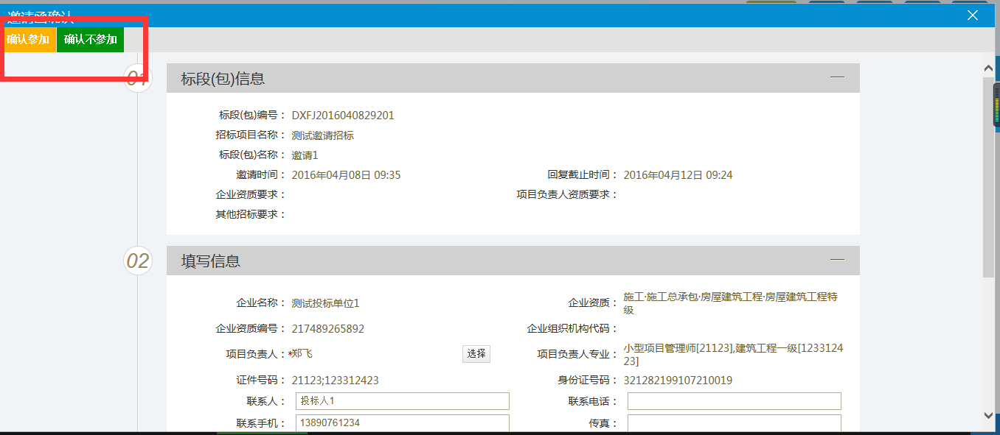 邀请函确认
确认参加 确认不参加
01 标段(包)信息
标段(包)编号： DXFJ2016040829201
招标项目名称： 测试邀请招标
标段(包)名称： 邀请1
邀请时间： 2016年04月08日 09:35 回复截止时间： 2016年04月12日 09:24
企业资质要求： 项目负责人资质要求：
其他招标要求：
02 填写信息
企业名称： 测试投标单位1 企业资质： 施工·施工总承包·房屋建筑工程·房屋建筑工程特
级
企业资质编号： 217489265892 企业组织机构代码：
项目负责人：*郑飞 选择 项目负责人专业： 小型项目管理师[21123],建筑工程一级[1233124
23]
证件号码： 21123;123312423 身份证号码： 321282199107210019
联系人： 投标人1 联系电话：
联系手机： 13890761234 传真：